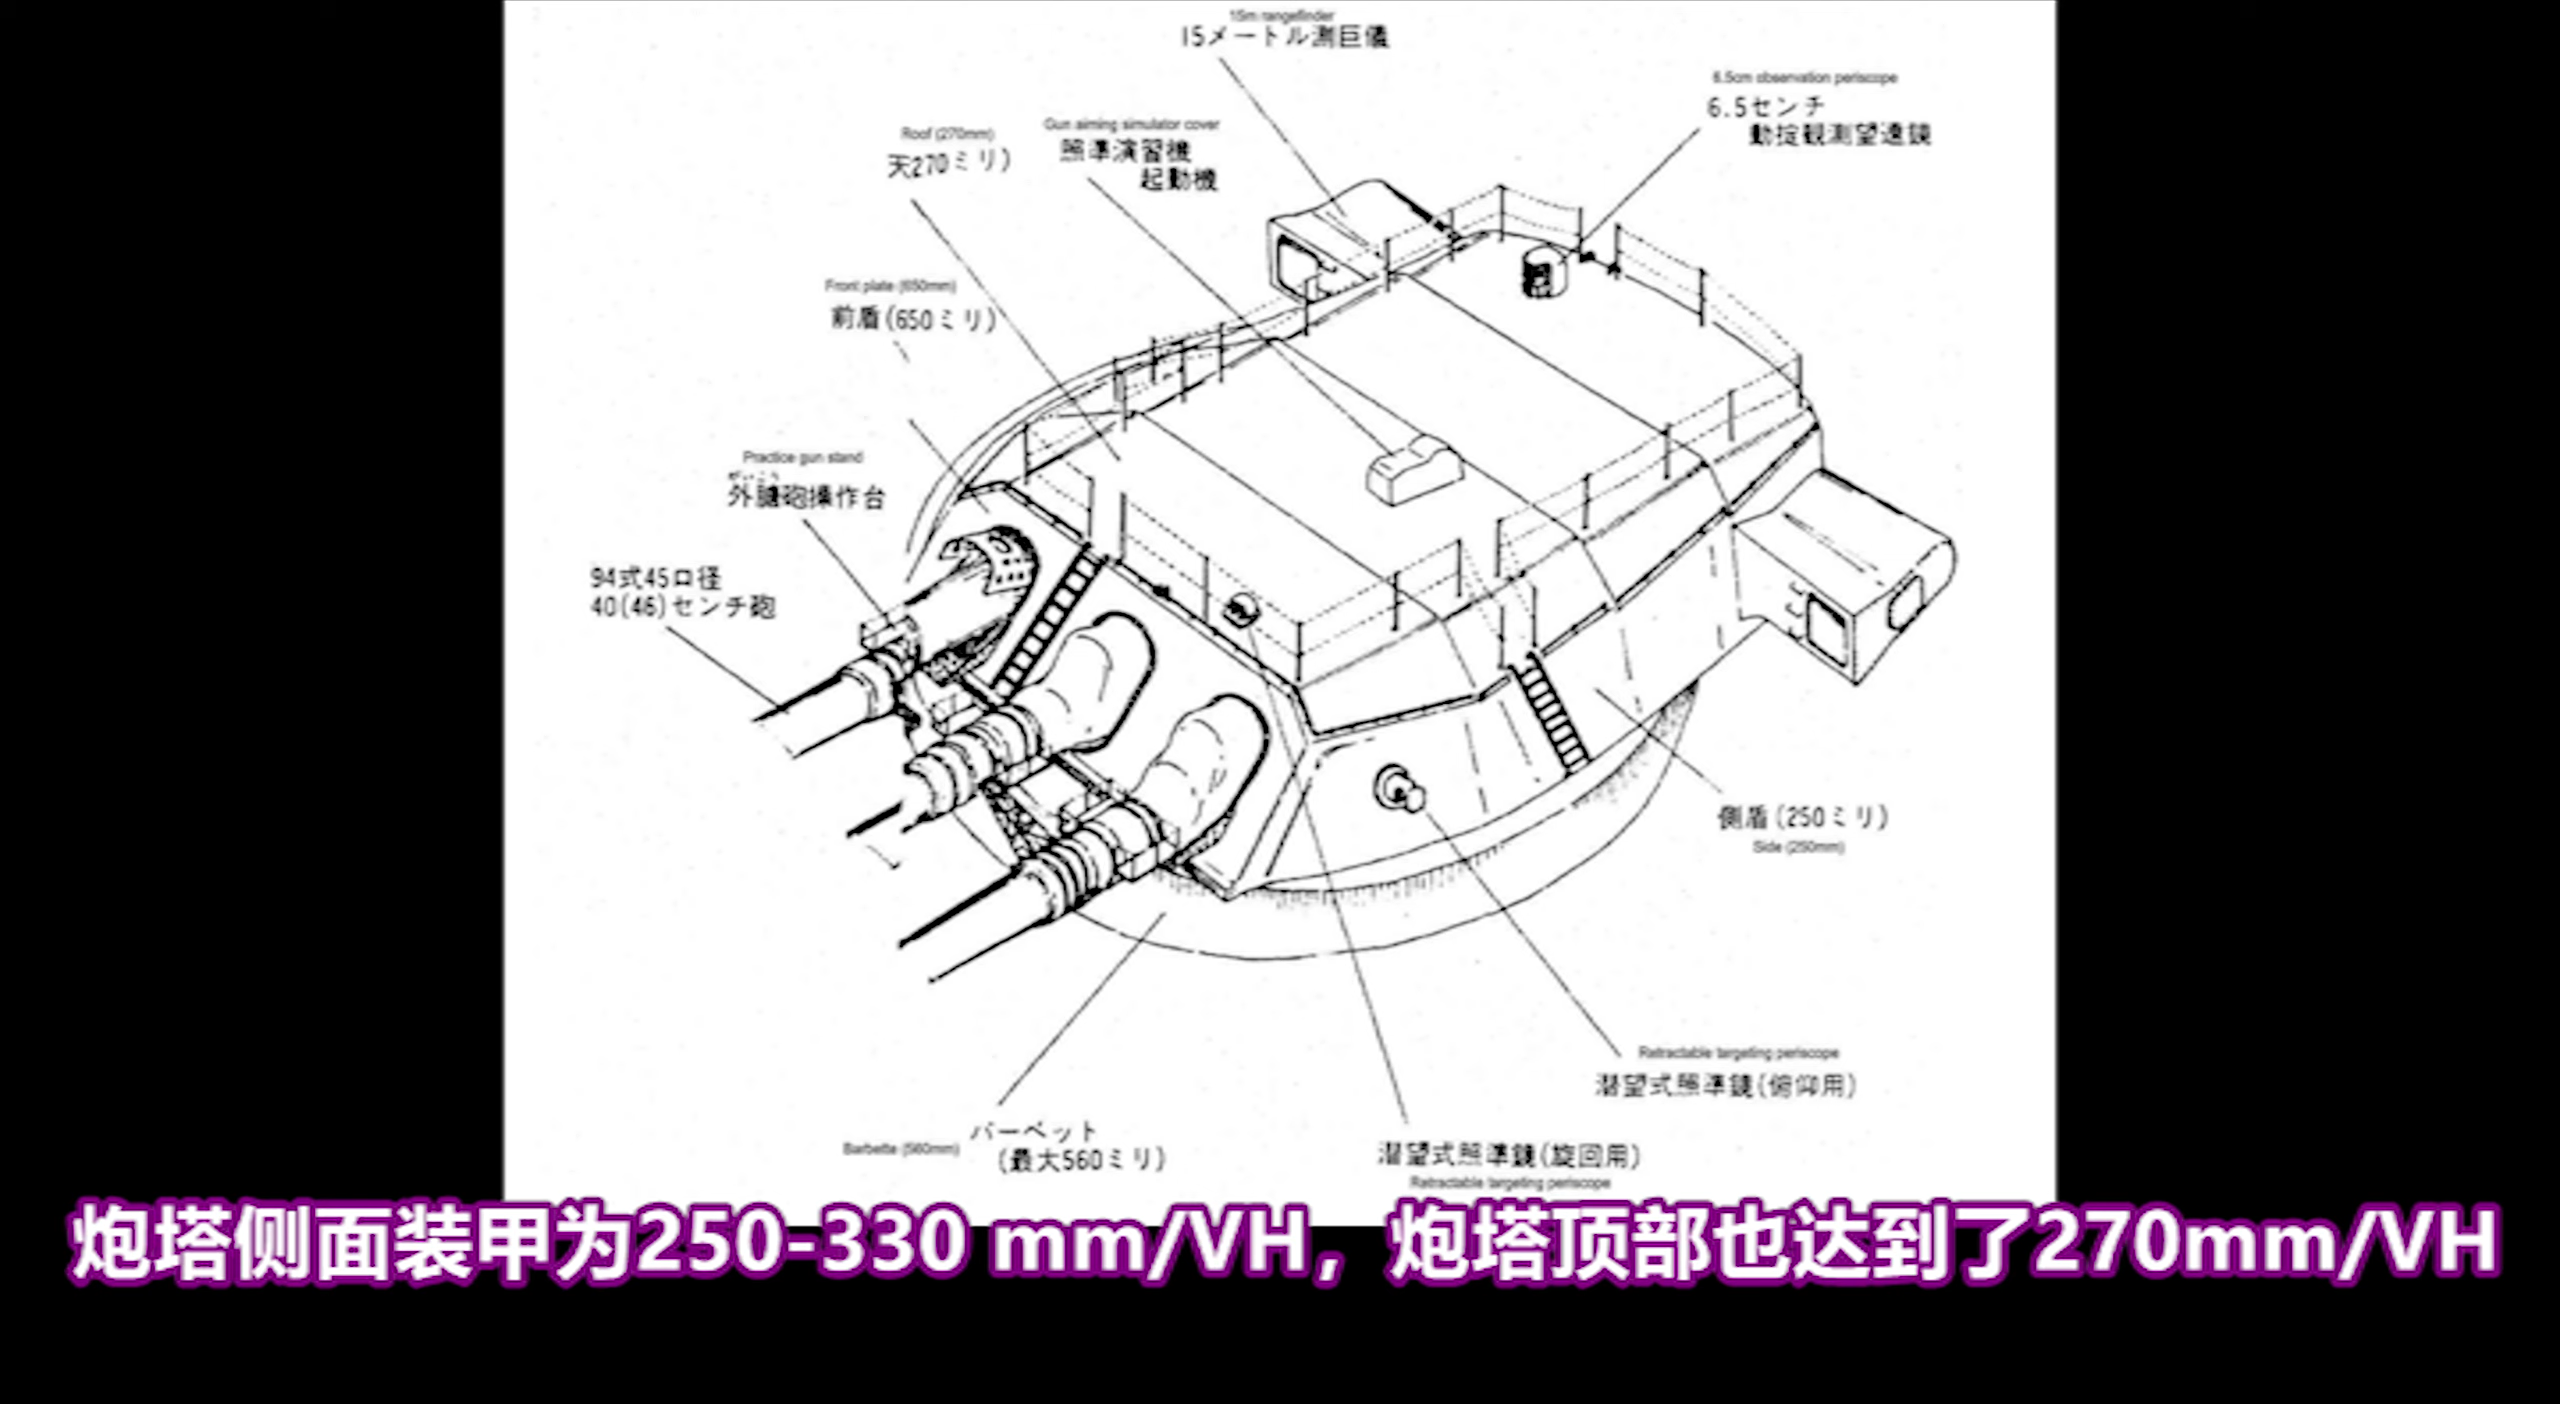 15m rangefinder
15メートル測巨儀
6.5cm observation periscope
6.5センチ
動掟観測望遠鏡
Roof (270mm)
天270ミリ)
Gun aiming simulator cover
照準演習機
起動機
Front plate (650mm)
前盾(650ミリ)
Practice gun stand
がいこう
外膅砲操作台
94式45口径
40(46)センチ砲
側盾(250ミリ)
Side (250mm)
Retractable targeting periscope
潜望式照準鏡(俯仰用)
Barbette (560mm)
バーベット
(最大560ミリ)
潜望式照準鏡(旋回用)
Retractable targeting periscope
炮塔侧面装甲为250-330 mm/VH，炮塔顶部也达到了270mm/VH